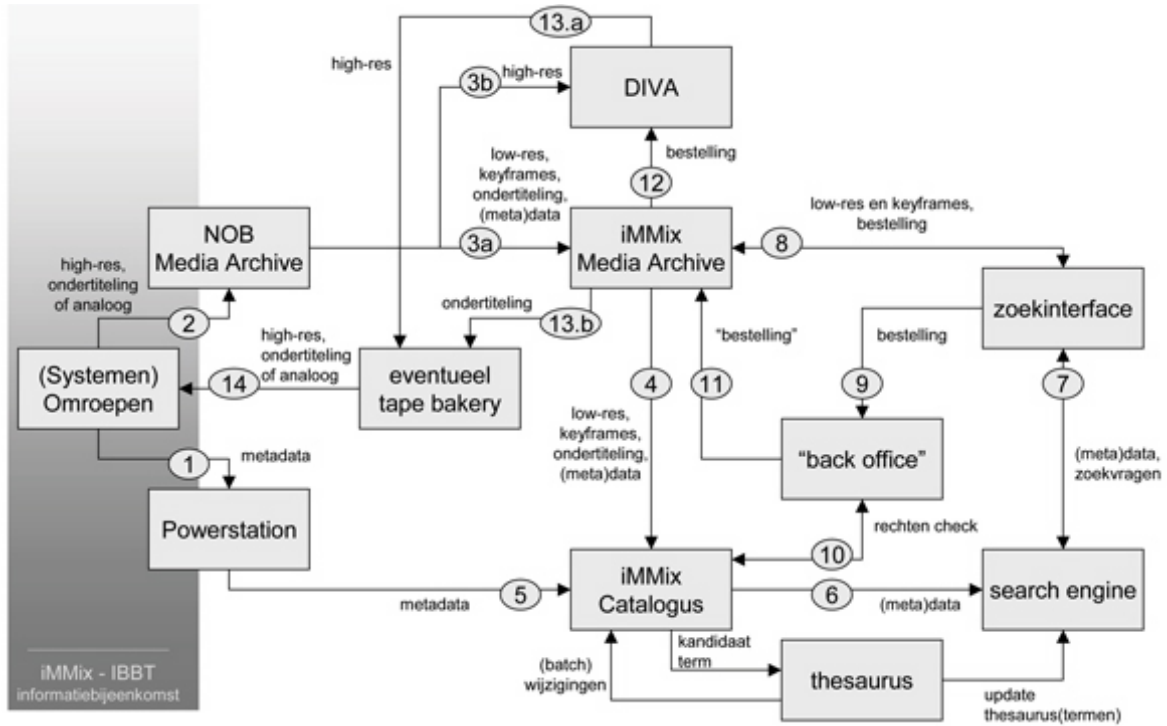 13.a
high-res
3b
high-res
DIVA
low-res,
keyframes,
ondertiteling,
(meta)data
bestelling
12
NOB
Media Archive
3a
iMMix
Media Archive
8
low-res en keyframes,
bestelling
high-res,
ondertiteling
of analoog
2
ondertiteling
13.b
"bestelling"
bestelling
zoekinterface
(Systemen)
Omroepen
14
high-res,
ondertiteling
of analoog
eventueel
tape bakery
4
11
9
7
low-res,
keyframes,
ondertiteling,
(meta)data
"back office"
(meta)data,
zoekvragen
1
metadata
Powerstation
rechten check
10
metadata
5
iMMix
Catalogus
6
(meta)data
search engine
kandidaat
term
(batch)
wijzigingen
thesaurus
update
thesaurus(termen)
iMMix - IBBT
informatiebijeenkomst